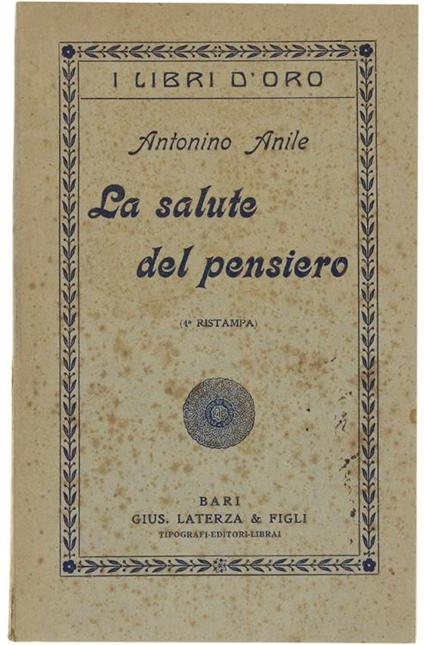 I LIBRI D'ORO
Antonino Anile
La salute
del pensiero
(4ª RISTAMPA)
BARI
GIUS. LATERZA & FIGLI
TIPOGRAFI-EDITORI-LIBRAI